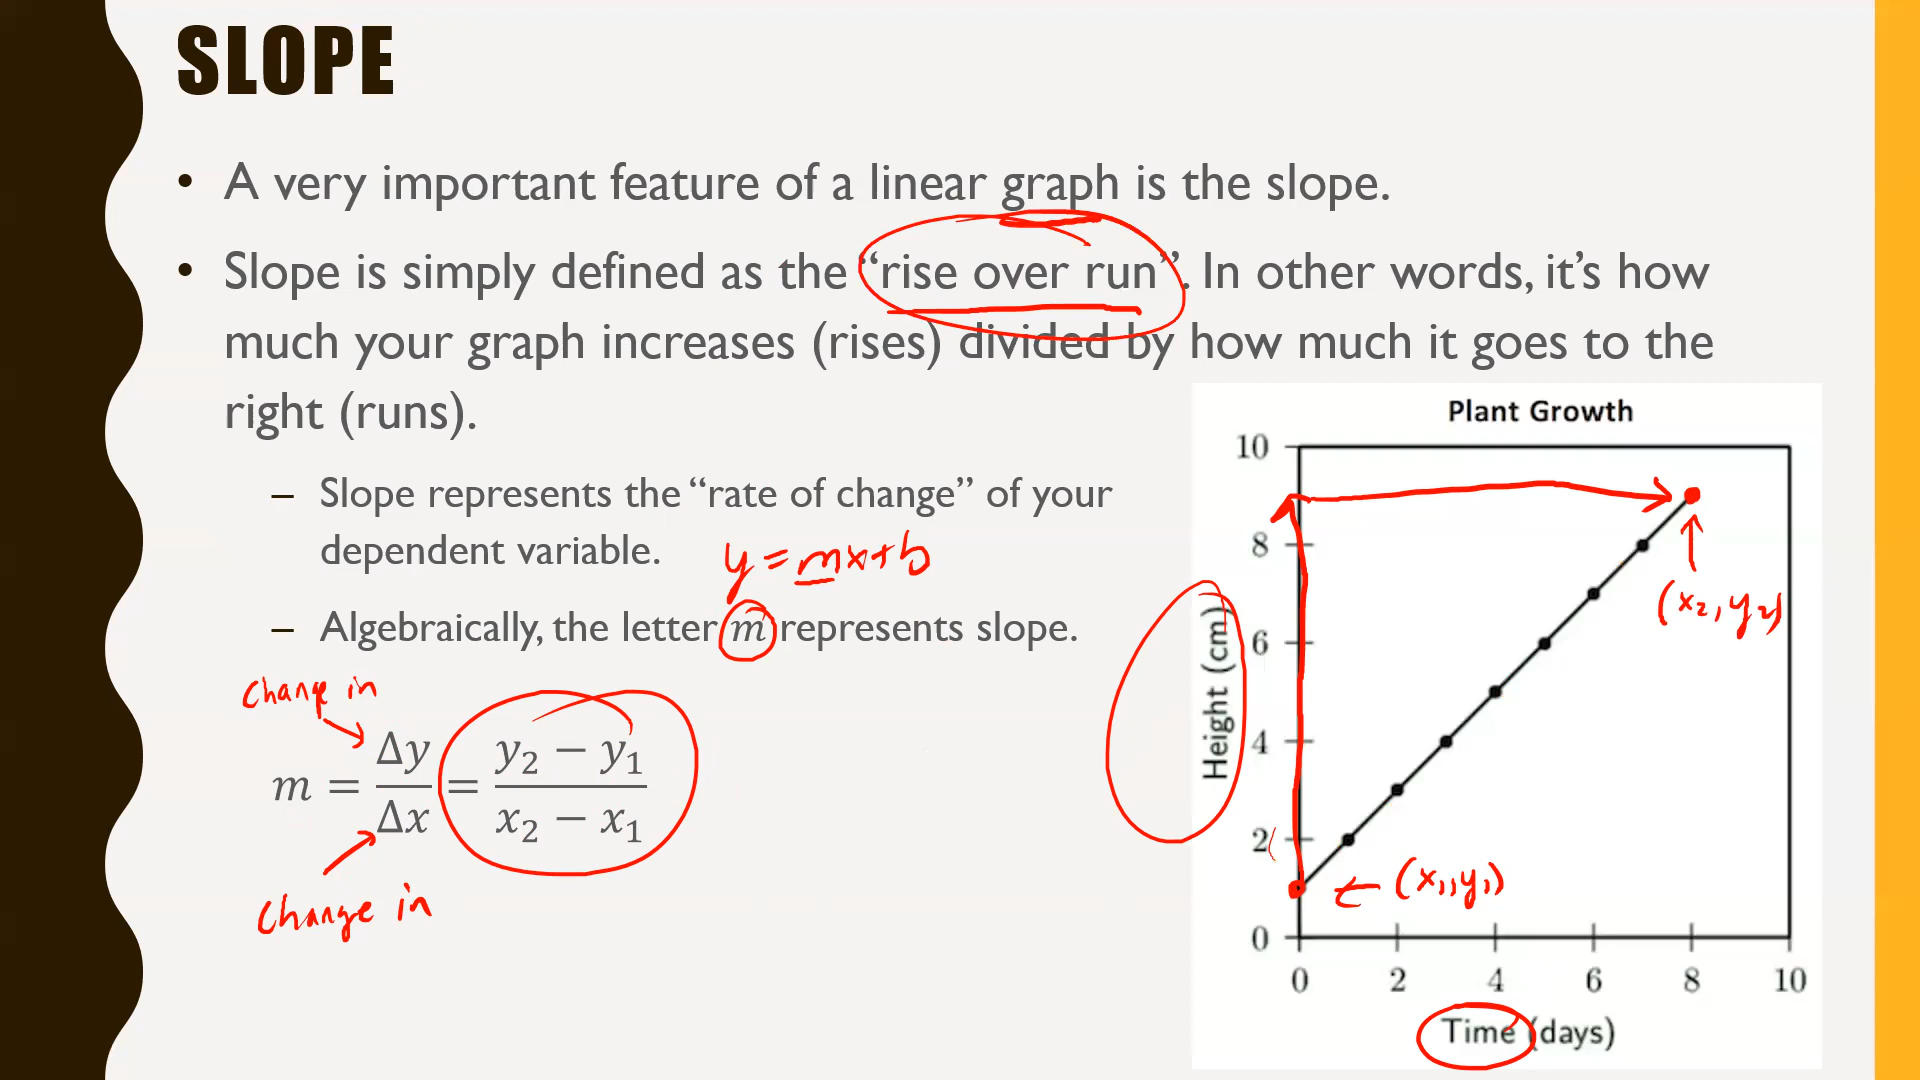 SLOPE
• A very important feature of a linear graph is the slope.
• Slope is simply defined as the “rise over run”. In other words, it’s how
much your graph increases (rises) divided by how much it goes to the
right (runs).
– Slope represents the “rate of change” of your
dependent variable.
y = mx+b
– Algebraically, the letter m represents slope.
change in
m = Δy/Δx = (y₂ − y₁)/(x₂ − x₁)
change in
Plant Growth
10
8
6
4
2
0
Height (cm)
(x₂, y₂)
(x₁, y₁)
0 2 4 6 8 10
Time (days)